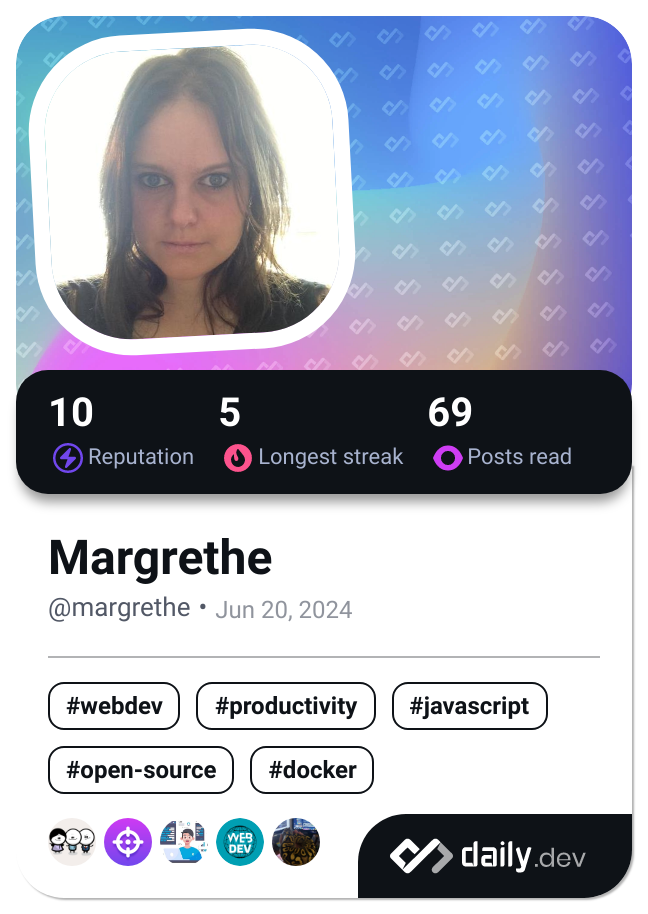 10 5 69
Reputation Longest streak Posts read
Margrethe
@margrethe • Jun 20, 2024
#webdev #productivity #javascript
#open-source #docker
WEB
DEV
daily.dev